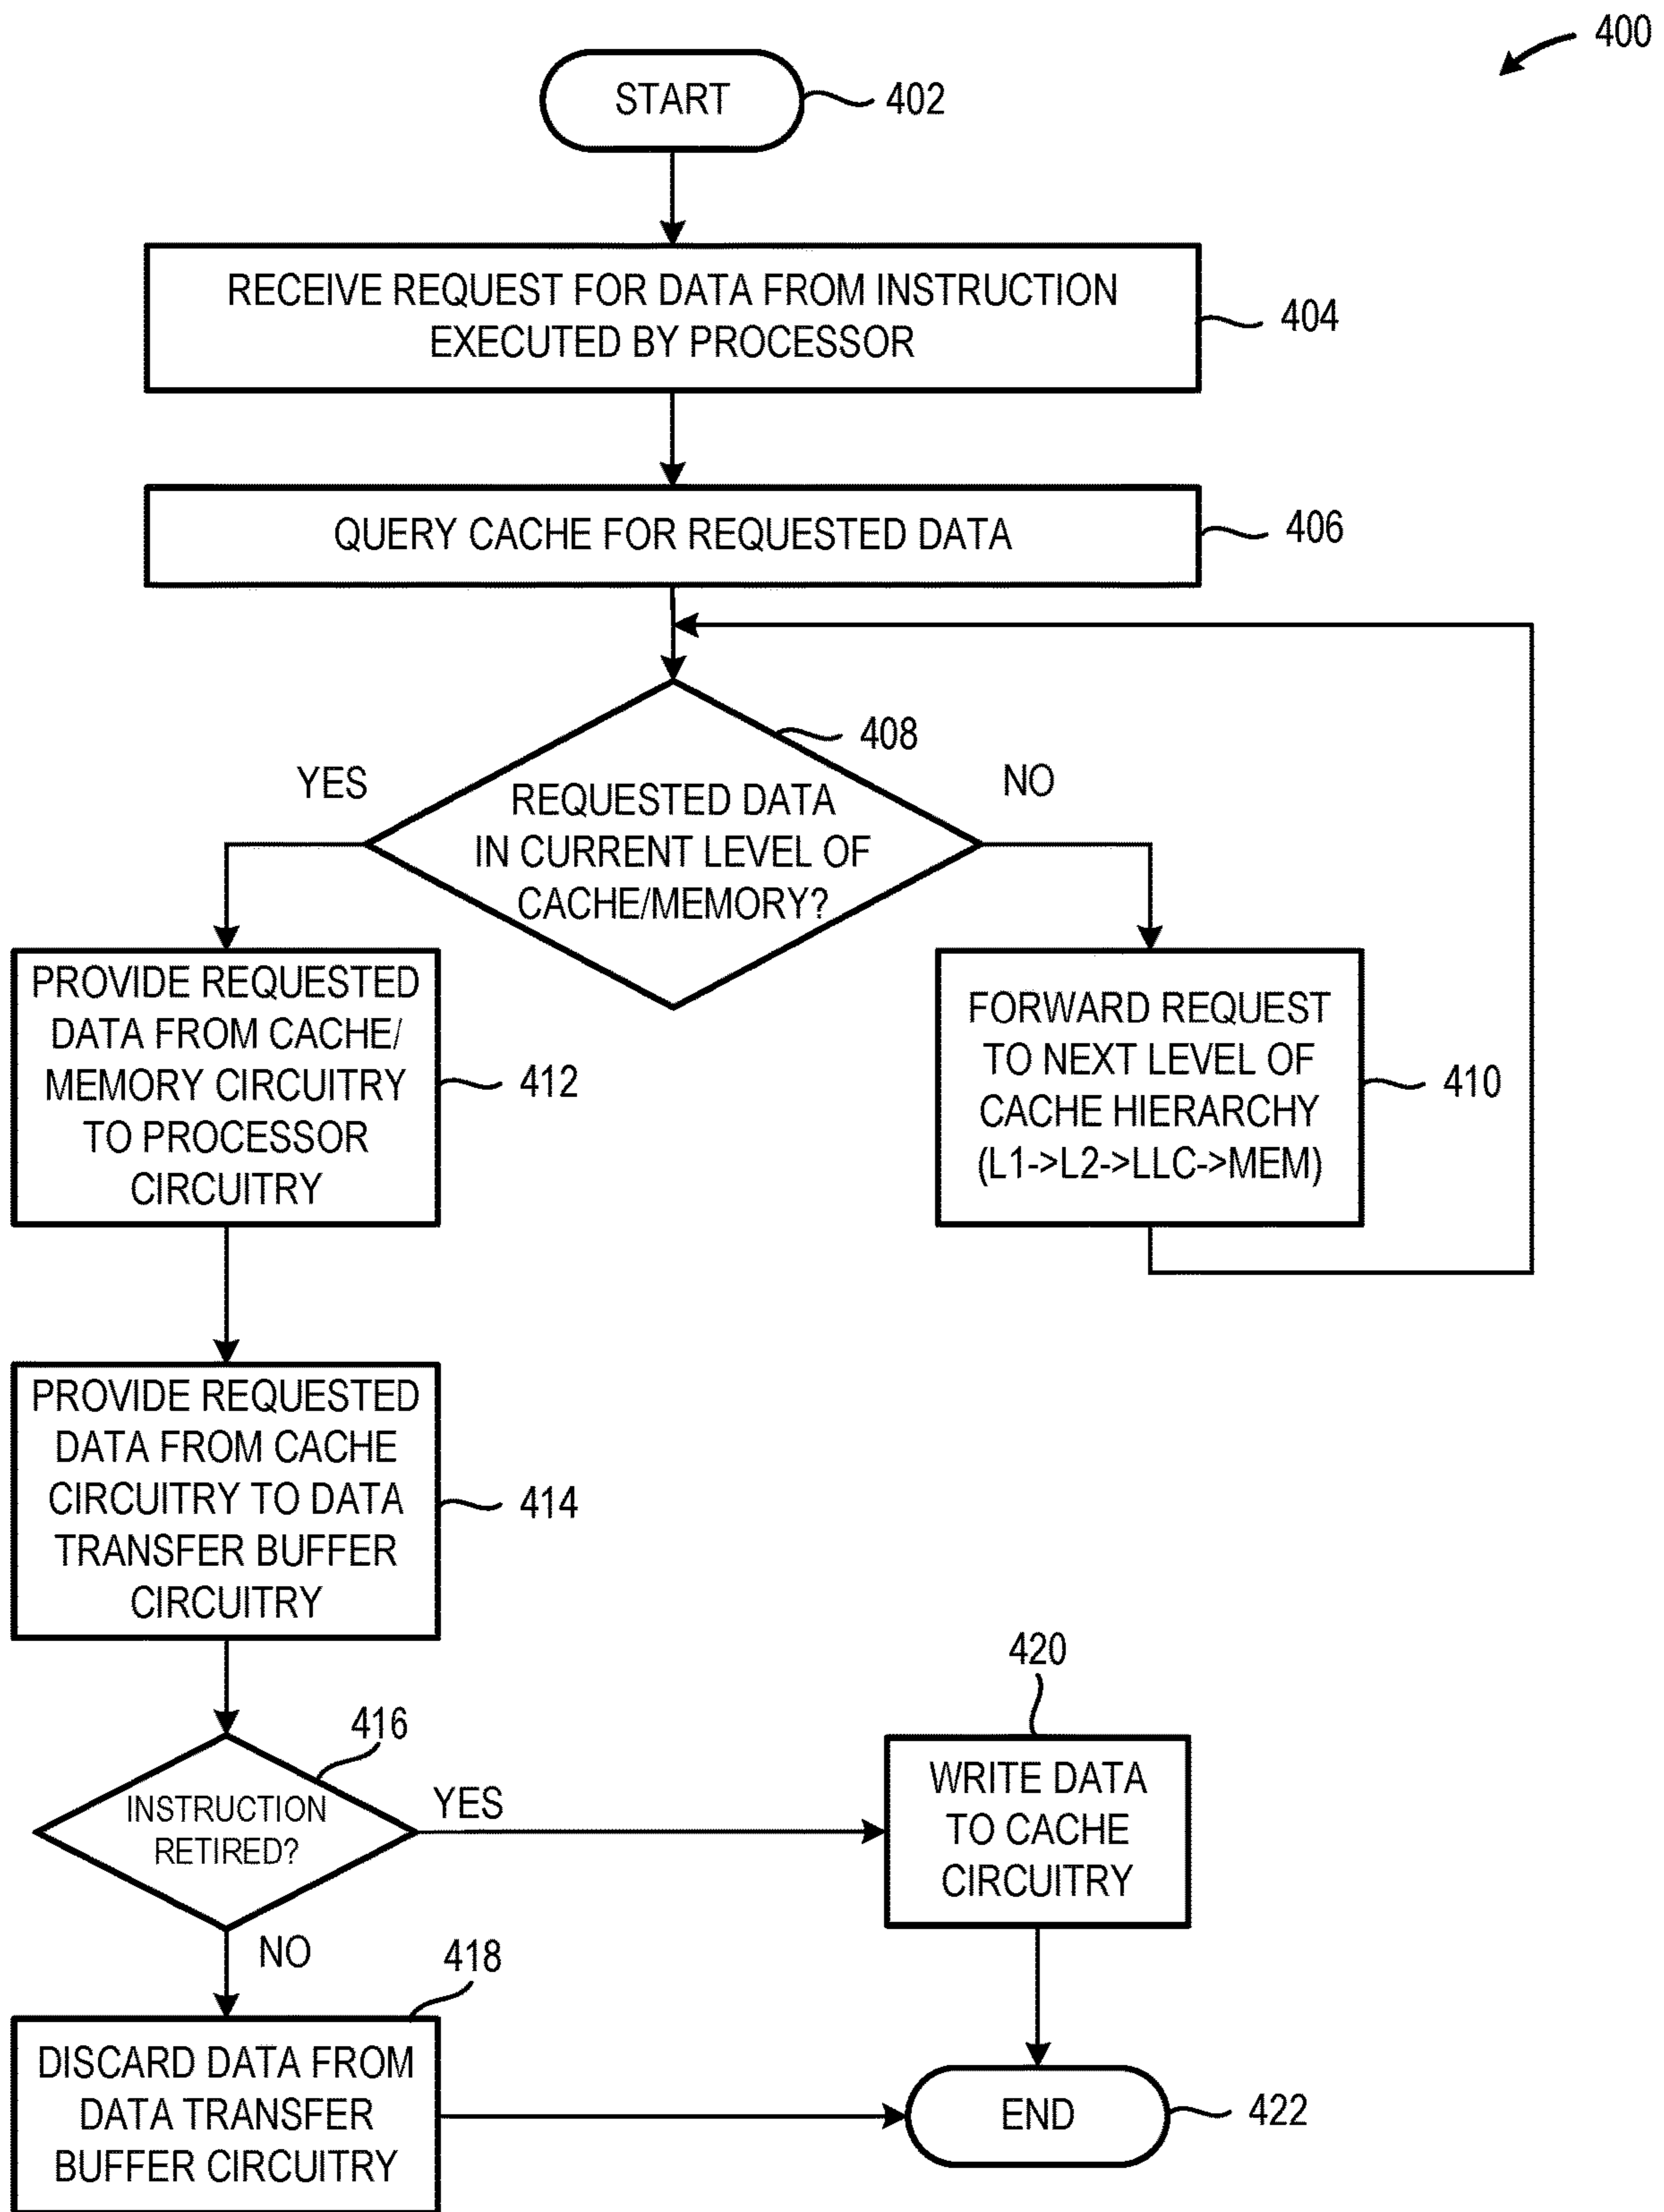 400
START
402
RECEIVE REQUEST FOR DATA FROM INSTRUCTION
EXECUTED BY PROCESSOR
404
QUERY CACHE FOR REQUESTED DATA
406
408
YES
NO
REQUESTED DATA
IN CURRENT LEVEL OF
CACHE/MEMORY?
PROVIDE REQUESTED
DATA FROM CACHE/
MEMORY CIRCUITRY
TO PROCESSOR
CIRCUITRY
412
FORWARD REQUEST
TO NEXT LEVEL OF
CACHE HIERARCHY
(L1->L2->LLC->MEM)
410
PROVIDE REQUESTED
DATA FROM CACHE
CIRCUITRY TO DATA
TRANSFER BUFFER
CIRCUITRY
414
416
INSTRUCTION
RETIRED?
YES
NO
420
WRITE DATA
TO CACHE
CIRCUITRY
418
DISCARD DATA FROM
DATA TRANSFER
BUFFER CIRCUITRY
END
422